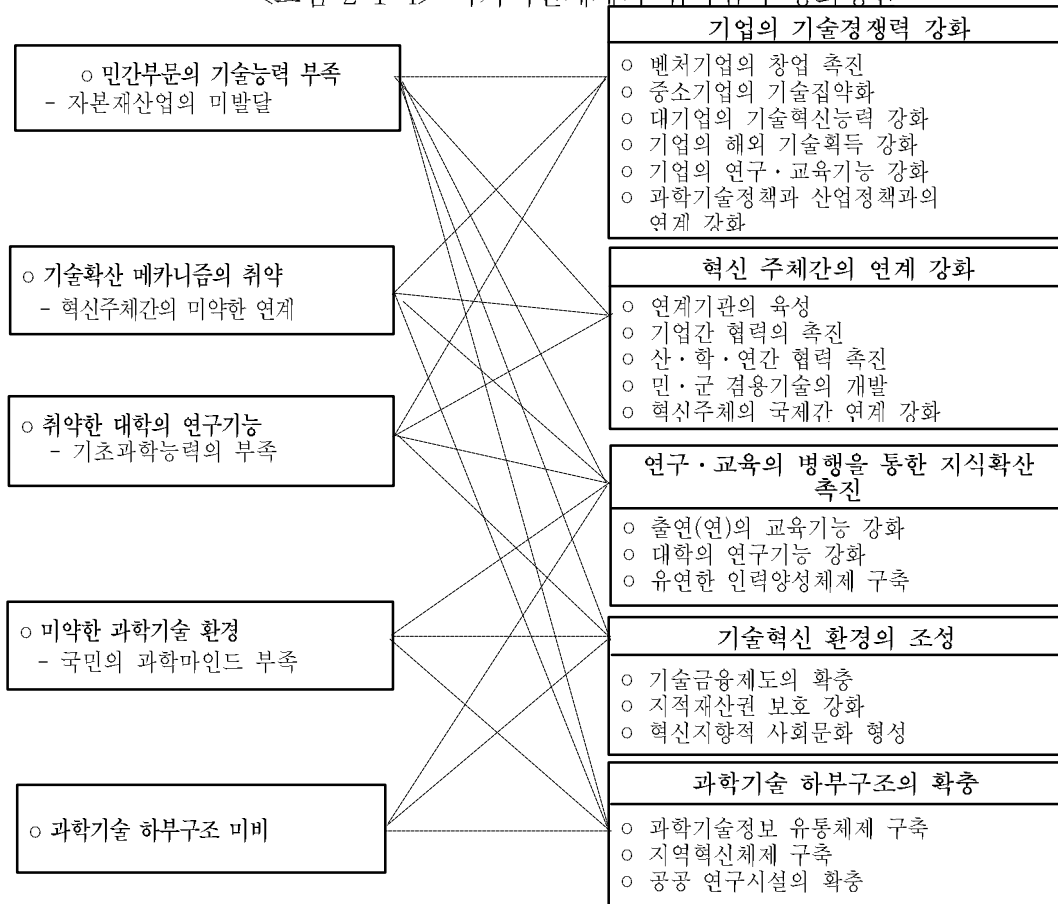 ○ 민간부문의 기술능력 부족
- 자본재산업의 미발달
○ 기술확산 메카니즘의 취약
- 혁신주체간의 미약한 연계
○ 취약한 대학의 연구기능
- 기초과학능력의 부족
○ 미약한 과학기술 환경
- 국민의 과학마인드 부족
○ 과학기술 하부구조 미비
기업의 기술경쟁력 강화
○ 벤처기업의 창업 촉진
○ 중소기업의 기술집약화
○ 대기업의 기술혁신능력 강화
○ 기업의 해외 기술획득 강화
○ 기업의 연구·교육기능 강화
○ 과학기술정책과 산업정책과의
연계 강화
혁신 주체간의 연계 강화
○ 연계기관의 육성
○ 기업간 협력의 촉진
○ 산·학·연간 협력 촉진
○ 민·군 겸용기술의 개발
○ 혁신주체의 국제간 연계 강화
연구·교육의 병행을 통한 지식확산
촉진
○ 출연(연)의 교육기능 강화
○ 대학의 연구기능 강화
○ 유연한 인력양성체제 구축
기술혁신 환경의 조성
○ 기술금융제도의 확충
○ 지적재산권 보호 강화
○ 혁신지향적 사회문화 형성
과학기술 하부구조의 확충
○ 과학기술정보 유통체제 구축
○ 지역혁신체제 구축
○ 공공 연구시설의 확충